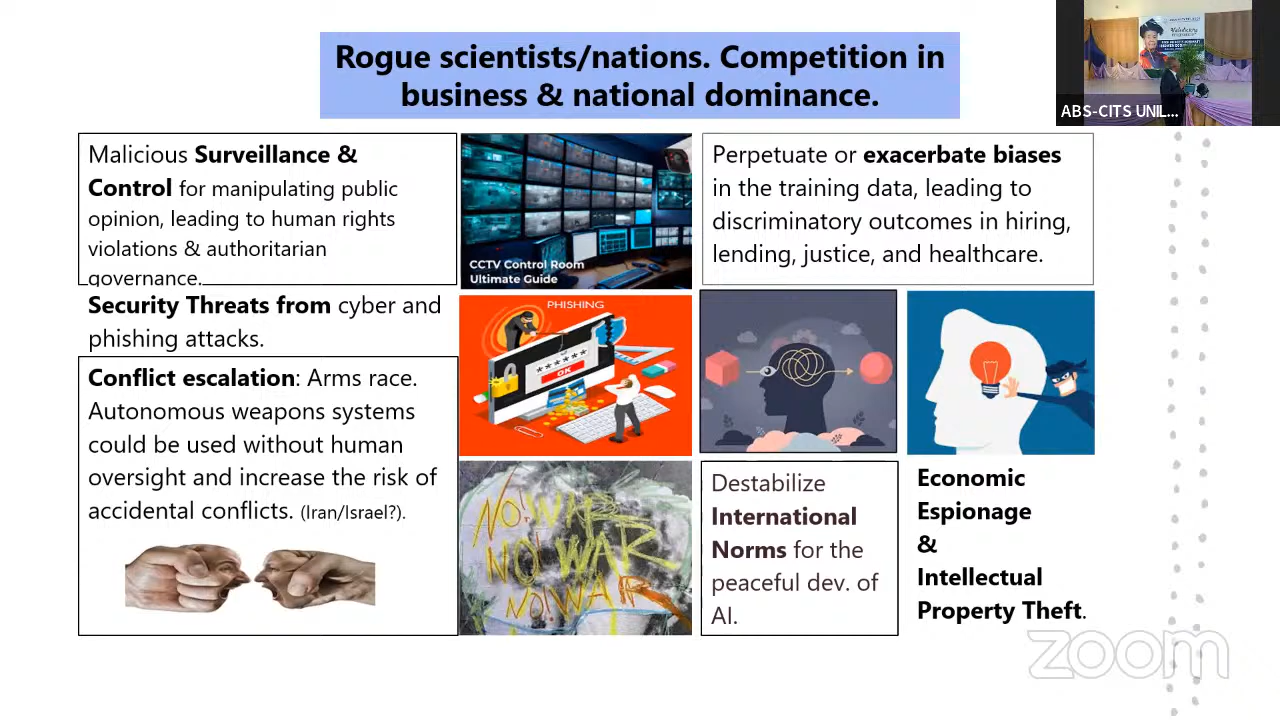 Rogue scientists/nations. Competition in
business & national dominance.
ABS-CITS UNIL...
Malicious Surveillance &
Control for manipulating public
opinion, leading to human rights
violations & authoritarian
governance.
CCTV Control Room
Ultimate Guide
Perpetuate or exacerbate biases
in the training data, leading to
discriminatory outcomes in hiring,
lending, justice, and healthcare.
Security Threats from cyber and
phishing attacks.
PHISHING
******
OK
Conflict escalation: Arms race.
Autonomous weapons systems
could be used without human
oversight and increase the risk of
accidental conflicts. (Iran/Israel?).
NO! WAR
NO WAR
NO! WAR
Destabilize
International
Norms for the
peaceful dev. of
AI.
Economic
Espionage
&
Intellectual
Property Theft.
zoom